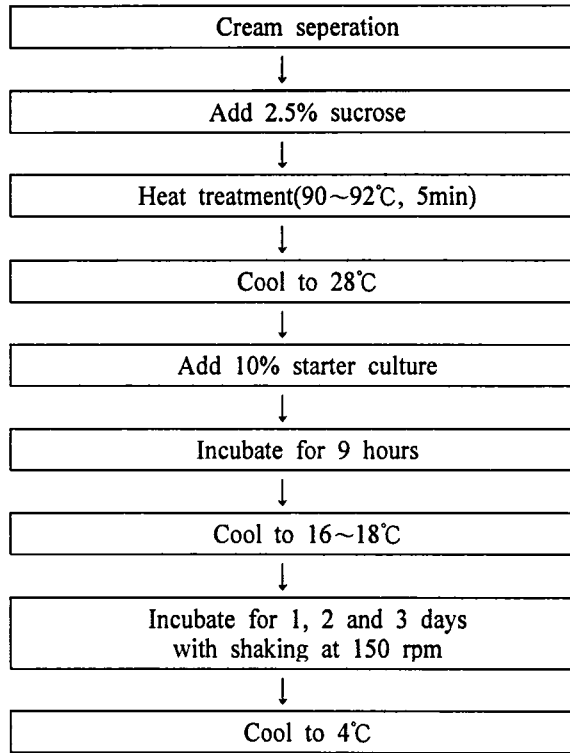 Cream seperation
↓
Add 2.5% sucrose
↓
Heat treatment(90~92℃, 5min)
↓
Cool to 28℃
↓
Add 10% starter culture
↓
Incubate for 9 hours
↓
Cool to 16~18℃
↓
Incubate for 1, 2 and 3 days
with shaking at 150 rpm
↓
Cool to 4℃